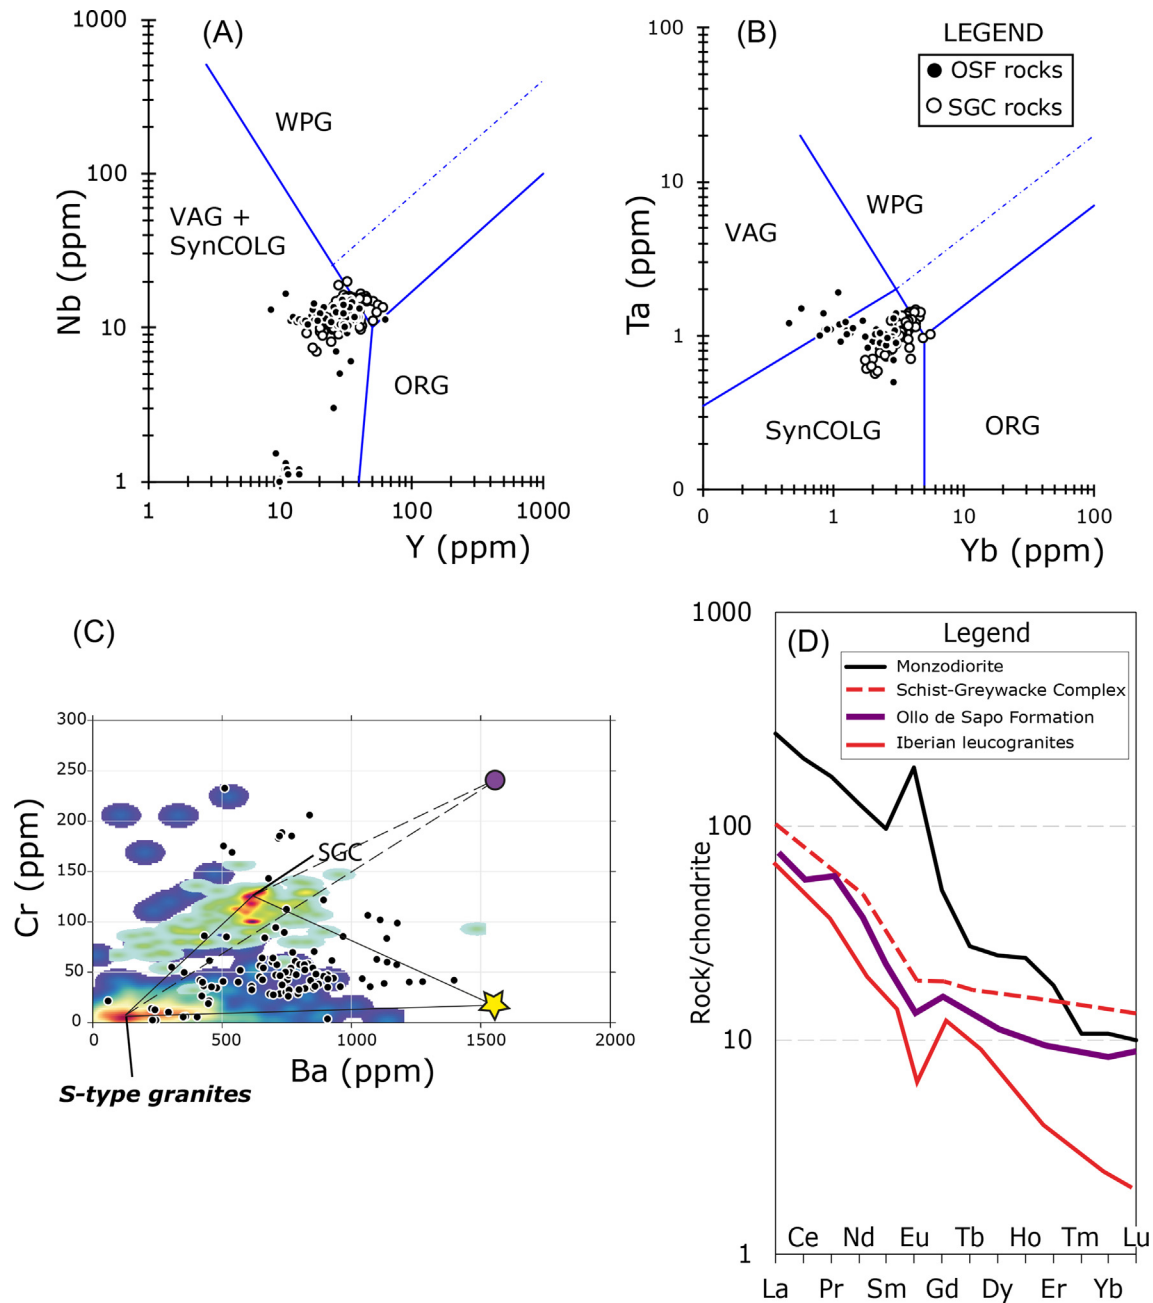 (A)
1000
100
10
1
Nb (ppm)
WPG
VAG +
SynCOLG
ORG
1 10 100 1000
Y (ppm)
(B)
LEGEND
OSF rocks
SGC rocks
100
10
1
0
Ta (ppm)
WPG
VAG
SynCOLG
ORG
0 1 10 100
Yb (ppm)
(C)
300
250
200
150
100
50
0
Cr (ppm)
SGC
0 500 1000 1500 2000
Ba (ppm)
S-type granites
(D)
1000
100
10
1
Rock/chondrite
Legend
Monzodiorite
Schist-Greywacke Complex
Ollo de Sapo Formation
Iberian leucogranites
Ce Nd Eu Tb Ho Tm Lu
La Pr Sm Gd Dy Er Yb